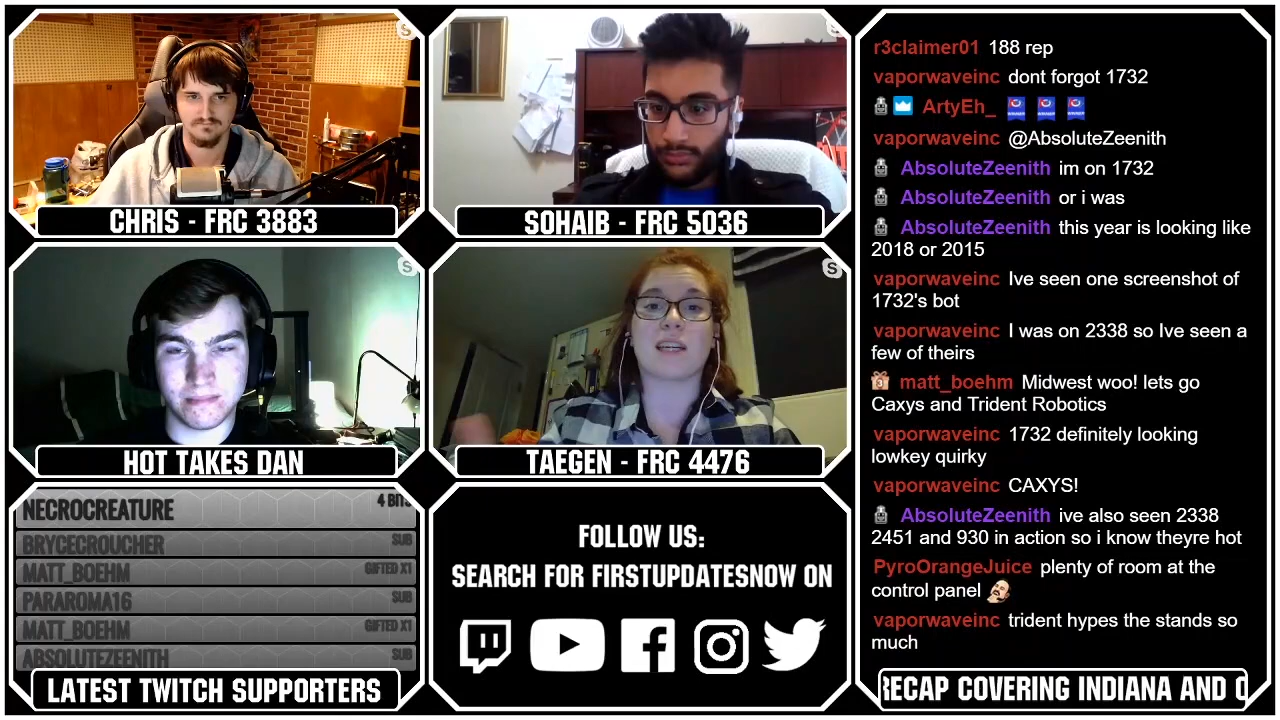 CHRIS - FRC 3883
SOHAIB - FRC 5036
HOT TAKES DAN
TAEGEN - FRC 4476
NECROCREATURE 4 BITS
BRYCECROUCHER SUB
MATT_BOEHM GIFTED X1
PARAROMA16 SUB
MATT_BOEHM GIFTED X1
ABSOLUTEZEENITH SUB
LATEST TWITCH SUPPORTERS
FOLLOW US:
SEARCH FOR FIRSTUPDATESNOW ON
r3claimer01 188 rep
vaporwaveinc dont forgot 1732
ArtyEh_
vaporwaveinc @AbsoluteZeenith
AbsoluteZeenith im on 1732
AbsoluteZeenith or i was
AbsoluteZeenith this year is looking like
2018 or 2015
vaporwaveinc Ive seen one screenshot of
1732's bot
vaporwaveinc I was on 2338 so Ive seen a
few of theirs
matt_boehm Midwest woo! lets go
Caxys and Trident Robotics
vaporwaveinc 1732 definitely looking
lowkey quirky
vaporwaveinc CAXYS!
AbsoluteZeenith ive also seen 2338
2451 and 930 in action so i know theyre hot
PyroOrangeJuice plenty of room at the
control panel
vaporwaveinc trident hypes the stands so
much
RECAP COVERING INDIANA AND